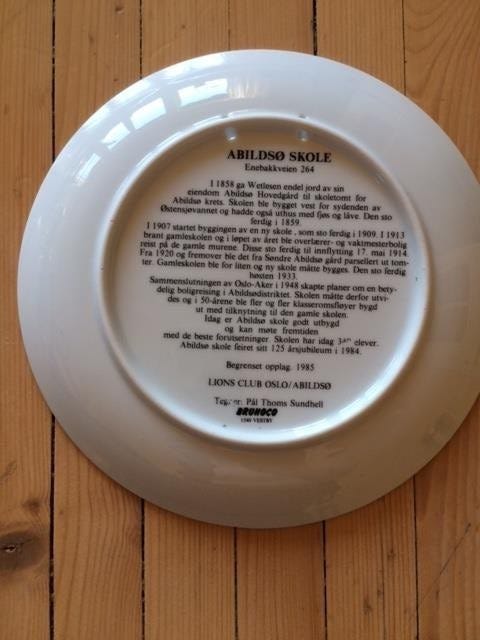 ABILDSØ SKOLE
Enebakkveien 264
I 1858 ga Wetlesen endel jord av sin
eiendom Abildsø Hovedgård til skoletomt for
Abildsø krets. Skolen ble bygget vest for sydenden av
Østensjøvannet og hadde også uthus med fjøs og låve. Den sto
ferdig i 1859.
I 1907 startet byggingen av en ny skole, som sto ferdig i 1909. I 1913
brant gamleskolen og i løpet av året ble overlærer- og vaktmesterbolig
reist på de gamle murene. Disse sto ferdig til innflytting 17. mai 1914.
Fra 1920 og fremover ble det fra Søndre Abildsø gård parsellert ut tom-
ter. Gamleskolen ble for liten og ny skole måtte bygges. Den sto ferdig
høsten 1933.
Sammenslutningen av Oslo-Aker i 1948 skapte planer om en bety-
delig boligreising i Abildsødistriktet. Skolen måtte derfor utvi-
des og i 50-årene ble fler og fler klasseromsfløyer bygd
ut med tilknytning til den gamle skolen.
Idag er Abildsø skole godt utbygd
og kan møte fremtiden
med de beste forutsetninger. Skolen har idag elever.
Abildsø skole feiret sitt 125 årsjubileum i 1984.
Begrenset opplag. 1985
LIONS CLUB OSLO/ABILDSØ
Pål Thoms Sundhell
BRUNOCO
1540 VESTBY